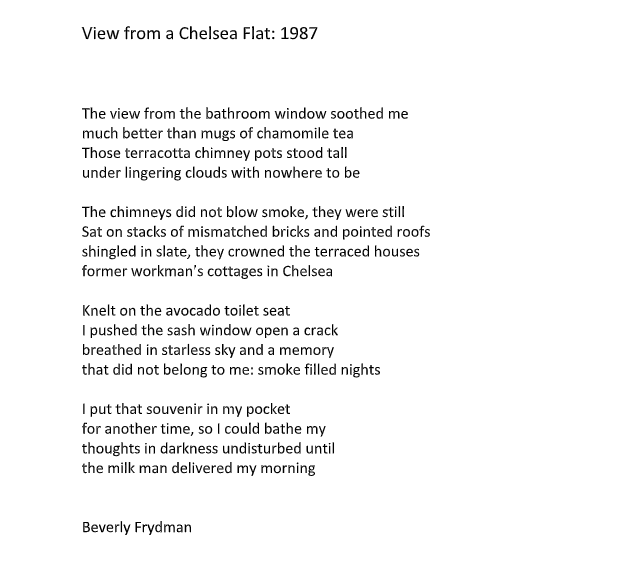 View from a Chelsea Flat: 1987
The view from the bathroom window soothed me
much better than mugs of chamomile tea
Those terracotta chimney pots stood tall
under lingering clouds with nowhere to be
The chimneys did not blow smoke, they were still
Sat on stacks of mismatched bricks and pointed roofs
shingled in slate, they crowned the terraced houses
former workman’s cottages in Chelsea
Knelt on the avocado toilet seat
I pushed the sash window open a crack
breathed in starless sky and a memory
that did not belong to me: smoke filled nights
I put that souvenir in my pocket
for another time, so I could bathe my
thoughts in darkness undisturbed until
the milk man delivered my morning
Beverly Frydman